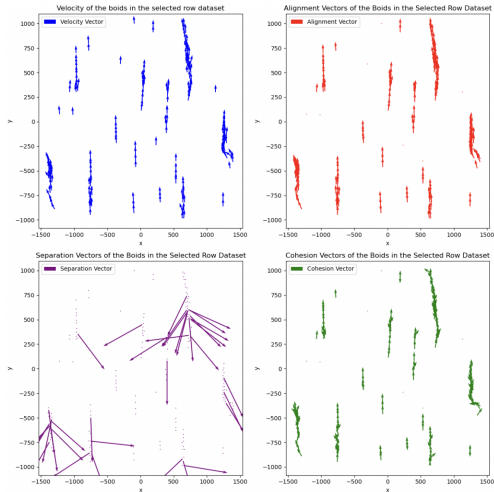 Velocity of the boids in the selected row dataset
Velocity Vector
1000
750
500
250
0
−250
−500
−750
−1000
y
−1500 −1000 −500 0 500 1000 1500
x
Alignment Vectors of the Boids in the Selected Row Dataset
Alignment Vector
1000
750
500
250
0
−250
−500
−750
−1000
y
−1500 −1000 −500 0 500 1000 1500
x
Separation Vectors of the Boids in the Selected Row Dataset
Separation Vector
1000
750
500
250
0
−250
−500
−750
−1000
y
−1500 −1000 −500 0 500 1000 1500
x
Cohesion Vectors of the Boids in the Selected Row Dataset
Cohesion Vector
1000
750
500
250
0
−250
−500
−750
−1000
y
−1500 −1000 −500 0 500 1000 1500
x